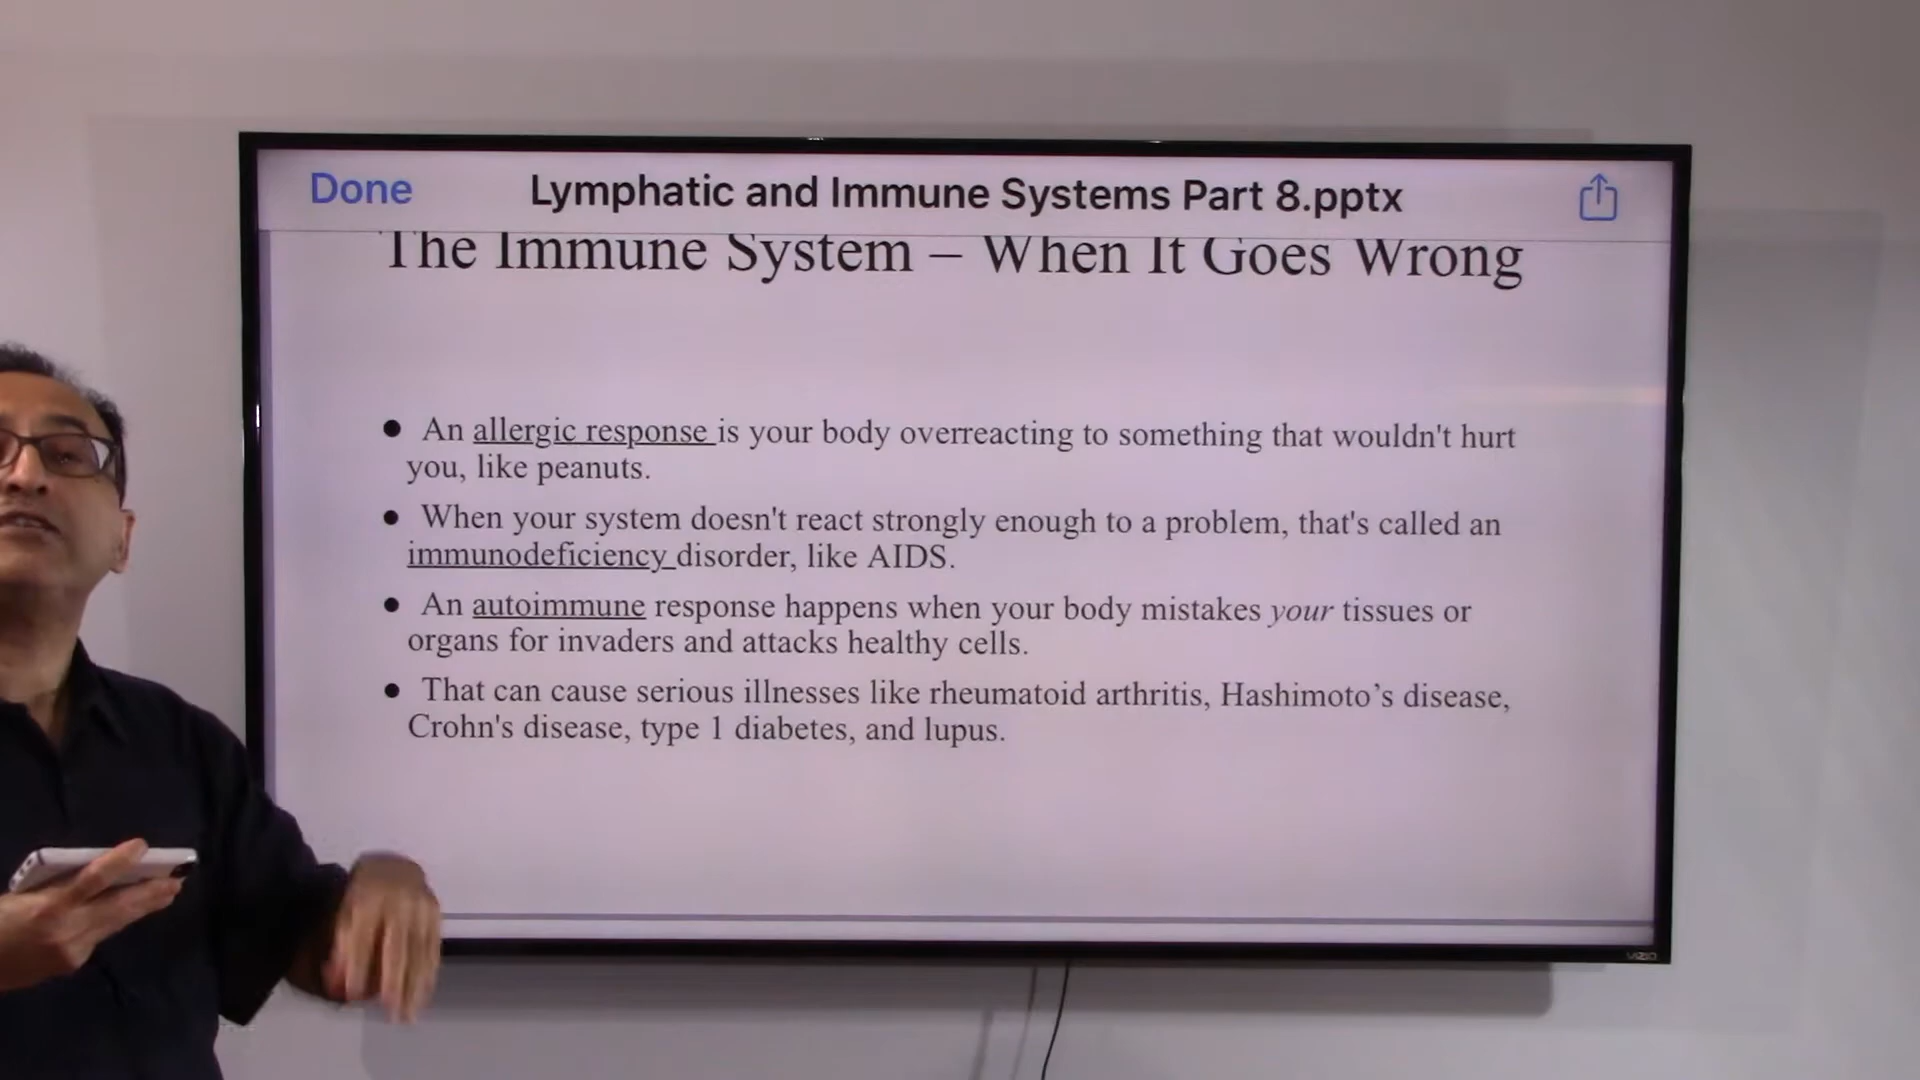 Done
Lymphatic and Immune Systems Part 8.pptx
The Immune System – When It Goes Wrong
● An allergic response is your body overreacting to something that wouldn't hurt
you, like peanuts.
● When your system doesn't react strongly enough to a problem, that's called an
immunodeficiency disorder, like AIDS.
● An autoimmune response happens when your body mistakes your tissues or
organs for invaders and attacks healthy cells.
● That can cause serious illnesses like rheumatoid arthritis, Hashimoto’s disease,
Crohn's disease, type 1 diabetes, and lupus.
VIZIO